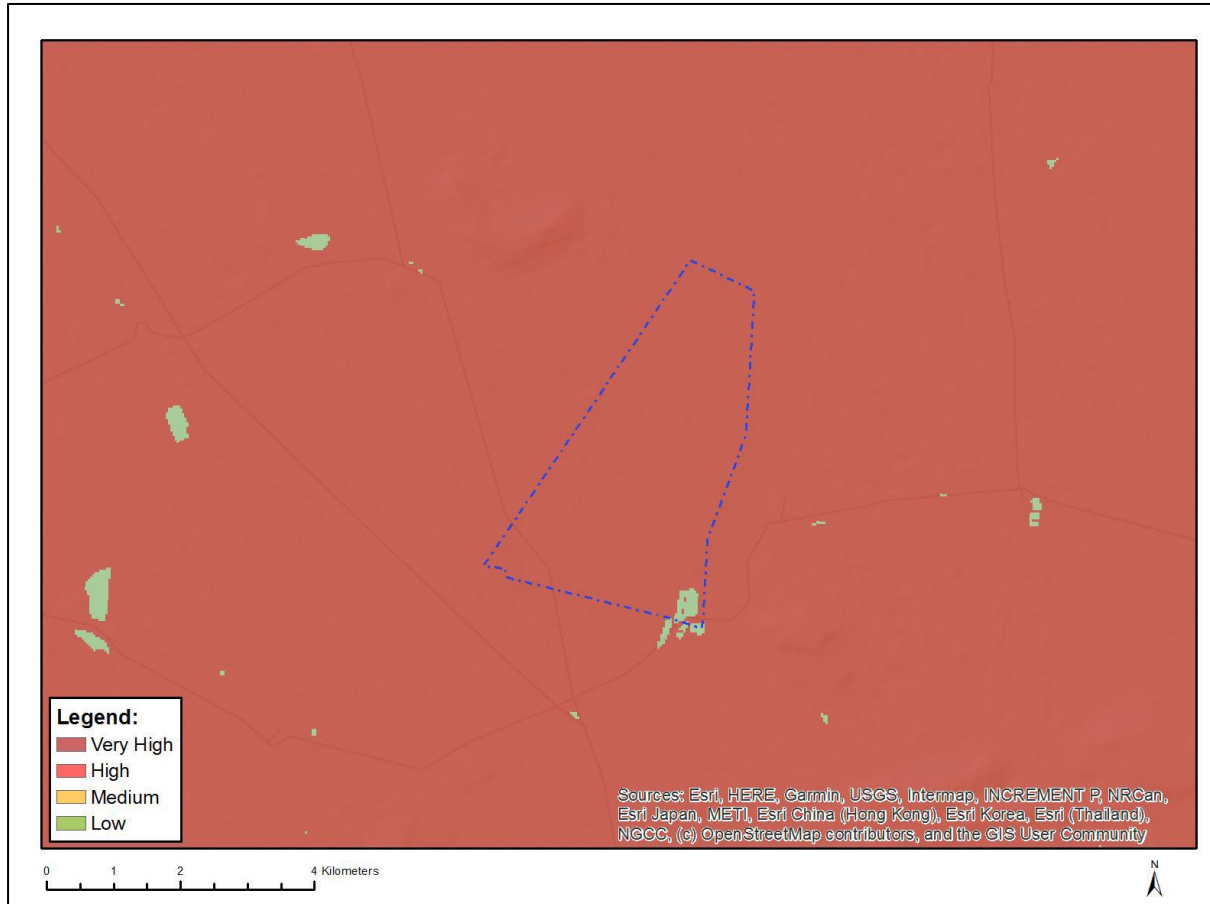 Legend:
Very High
High
Medium
Low
Sources: Esri, HERE, Garmin, USGS, Intermap, INCREMENT P, NRCan,
Esri Japan, METI, Esri China (Hong Kong), Esri Korea, Esri (Thailand),
NGCC, (c) OpenStreetMap contributors, and the GIS User Community
0 1 2 4 Kilometers
N